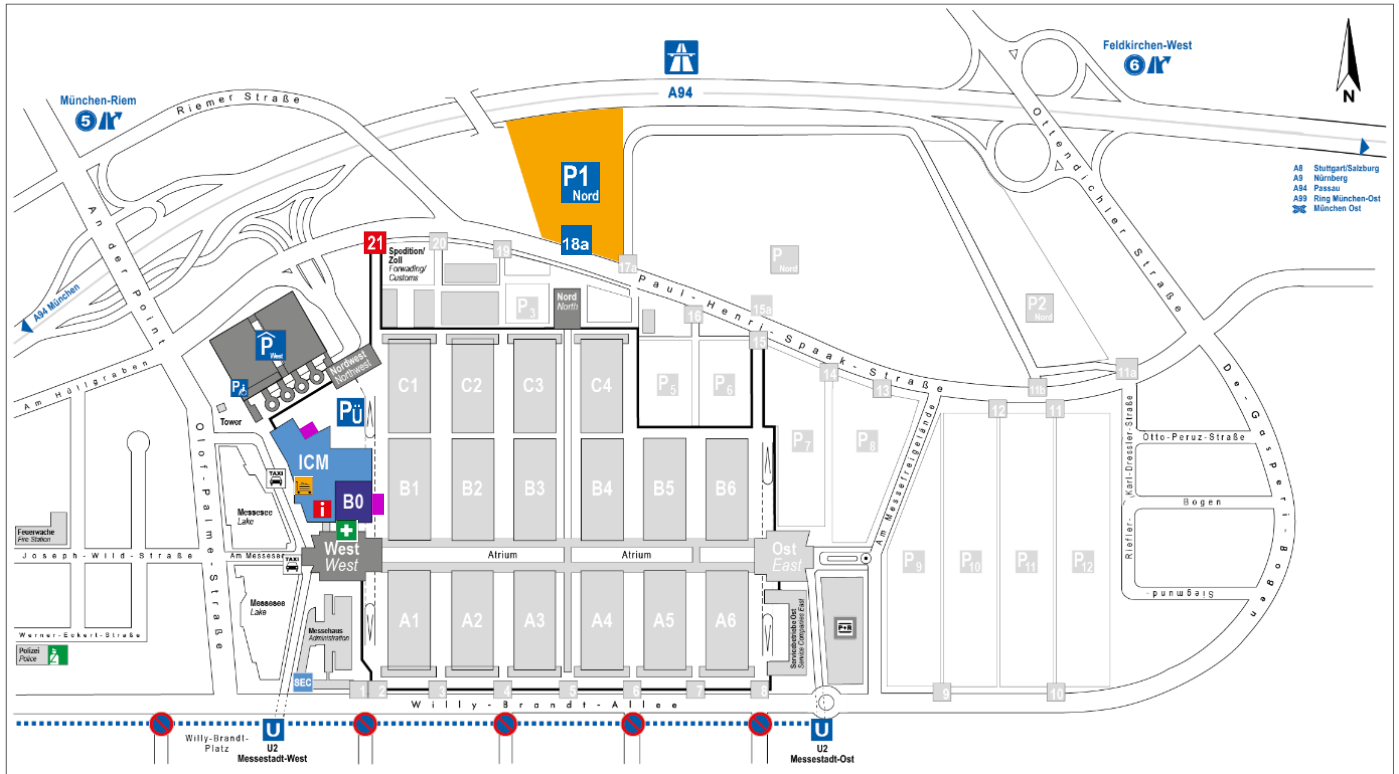 Feldkirchen-West
6
A94
München-Riem
5
Riemer Straße
N
Ottendichler Straße
A8 Stuttgart/Salzburg
A9 Nürnberg
A94 Passau
A99 Ring München-Ost
München Ost
P1
Nord
An der Point
18a
21
20
19
17a
Spedition/
Zoll
Forwading/
Customs
P Nord
Paul-Henri-Spaak-Straße
A94 München
P3
Nord
North
16
15a
15
P2
Nord
P
West
Nordwest
Northwest
14
13
11b
11a
12
11
Am Hüllgraben
C1
C2
C3
C4
P5
P6
De-Gasperi-Bogen
Tower
PÜ
Am Messefreigelände
Karl-Dressler-Straße
Otto-Peruz-Straße
P7
P8
ICM
TAXI
B0
B1
B2
B3
B4
B5
B6
Bogen
Riefler-
i
Messesee
Lake
Feuerwache
Fire Station
Olof-Palme-Straße
Joseph-Wild-Straße
Am Messesee
TAXI
West
West
Atrium
Atrium
Ost
East
P9
P10
P11
P12
Siegmund-
Messesee
Lake
Messehaus
Administration
A1
A2
A3
A4
A5
A6
Servicebetriebe Ost
Service Companies East
P+R
Werner-Eckert-Straße
Polizei
Police
SEC
1
2
3
4
5
6
7
8
9
10
Willy-Brandt-Allee
Willy-Brandt-
Platz
U
U2
Messestadt-West
U
U2
Messestadt-Ost